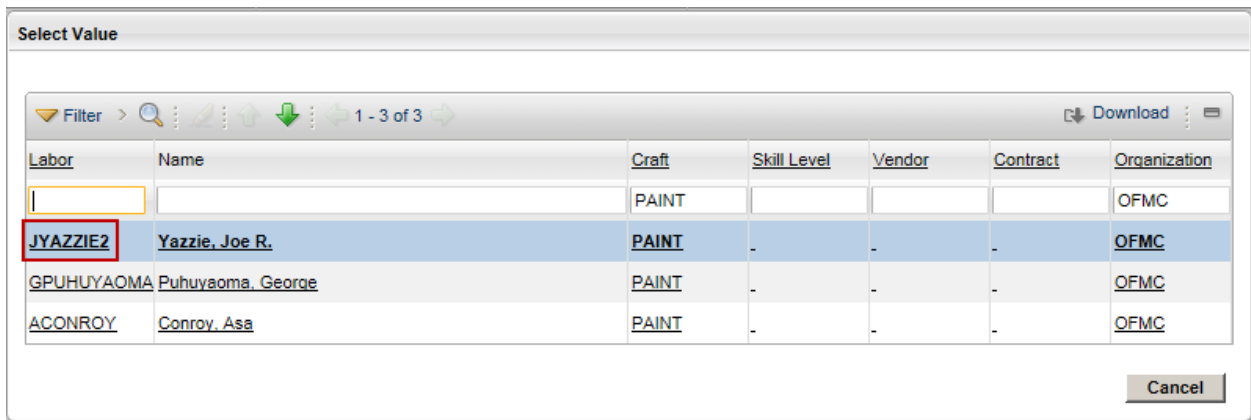 Select Value
Filter > 1 - 3 of 3 Download
Labor Name Craft Skill Level Vendor Contract Organization
PAINT OFMC
JYAZZIE2 Yazzie, Joe R. PAINT - - - OFMC
GPUHUYAOMA Puhuyaoma, George PAINT - - - OFMC
ACONROY Conroy, Asa PAINT - - - OFMC
Cancel